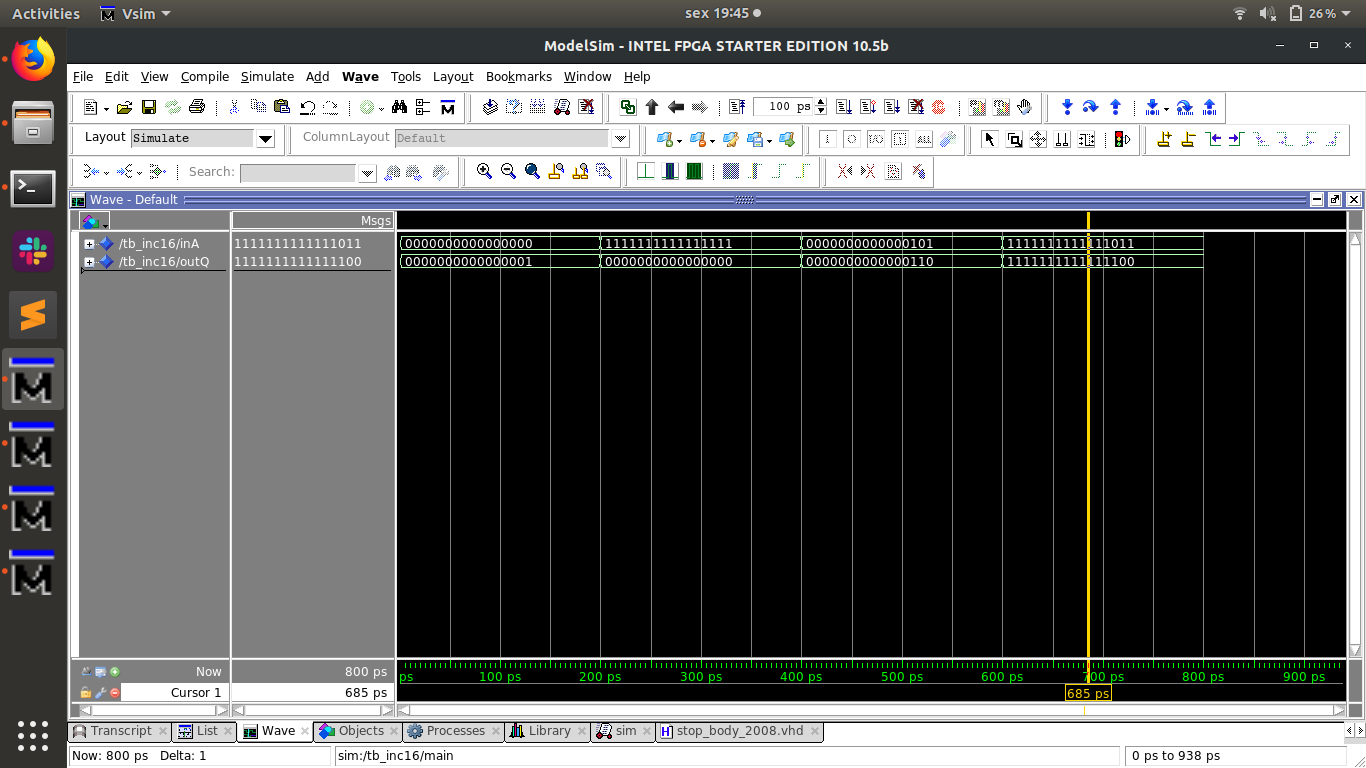 Activities Vsim sex 19:45 26%
ModelSim - INTEL FPGA STARTER EDITION 10.5b
File Edit View Compile Simulate Add Wave Tools Layout Bookmarks Window Help
100 ps
Layout Simulate ColumnLayout Default
Search:
Wave - Default
Msgs
/tb_inc16/inA 1111111111111011 0000000000000000 1111111111111111 0000000000000101 1111111111111011
/tb_inc16/outQ 1111111111111100 0000000000000001 0000000000000000 0000000000000110 1111111111111100
Now 800 ps ps 100 ps 200 ps 300 ps 400 ps 500 ps 600 ps 700 ps 800 ps 900 ps
Cursor 1 685 ps 685 ps
Transcript List Wave Objects Processes Library sim stop_body_2008.vhd
Now: 800 ps Delta: 1 sim:/tb_inc16/main 0 ps to 938 ps